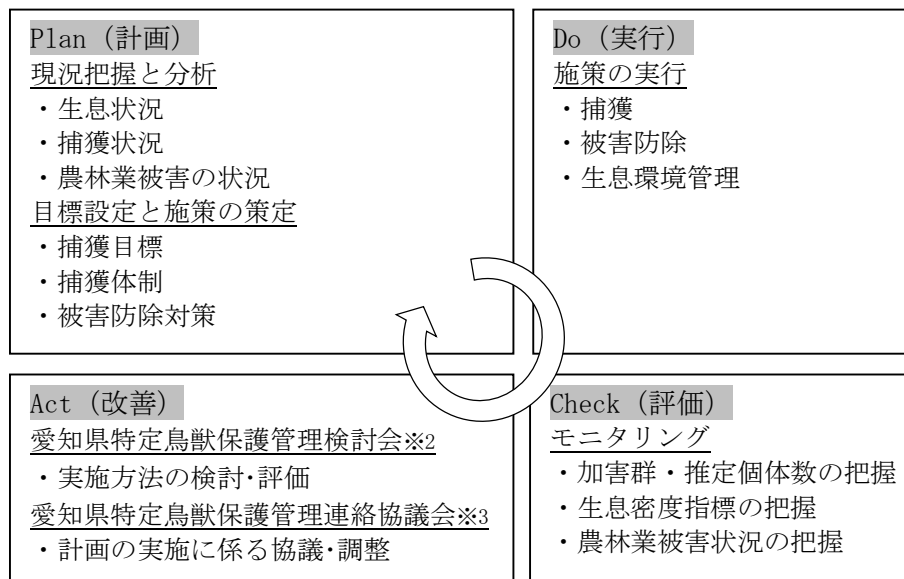 Plan (計画)
現況把握と分析
・生息状況
・捕獲状況
・農林業被害の状況
目標設定と施策の策定
・捕獲目標
・捕獲体制
・被害防除対策
Do (実行)
施策の実行
・捕獲
・被害防除
・生息環境管理
Act (改善)
愛知県特定鳥獣保護管理検討会※2
・実施方法の検討・評価
愛知県特定鳥獣保護管理連絡協議会※3
・計画の実施に係る協議・調整
Check (評価)
モニタリング
・加害群・推定個体数の把握
・生息密度指標の把握
・農林業被害状況の把握